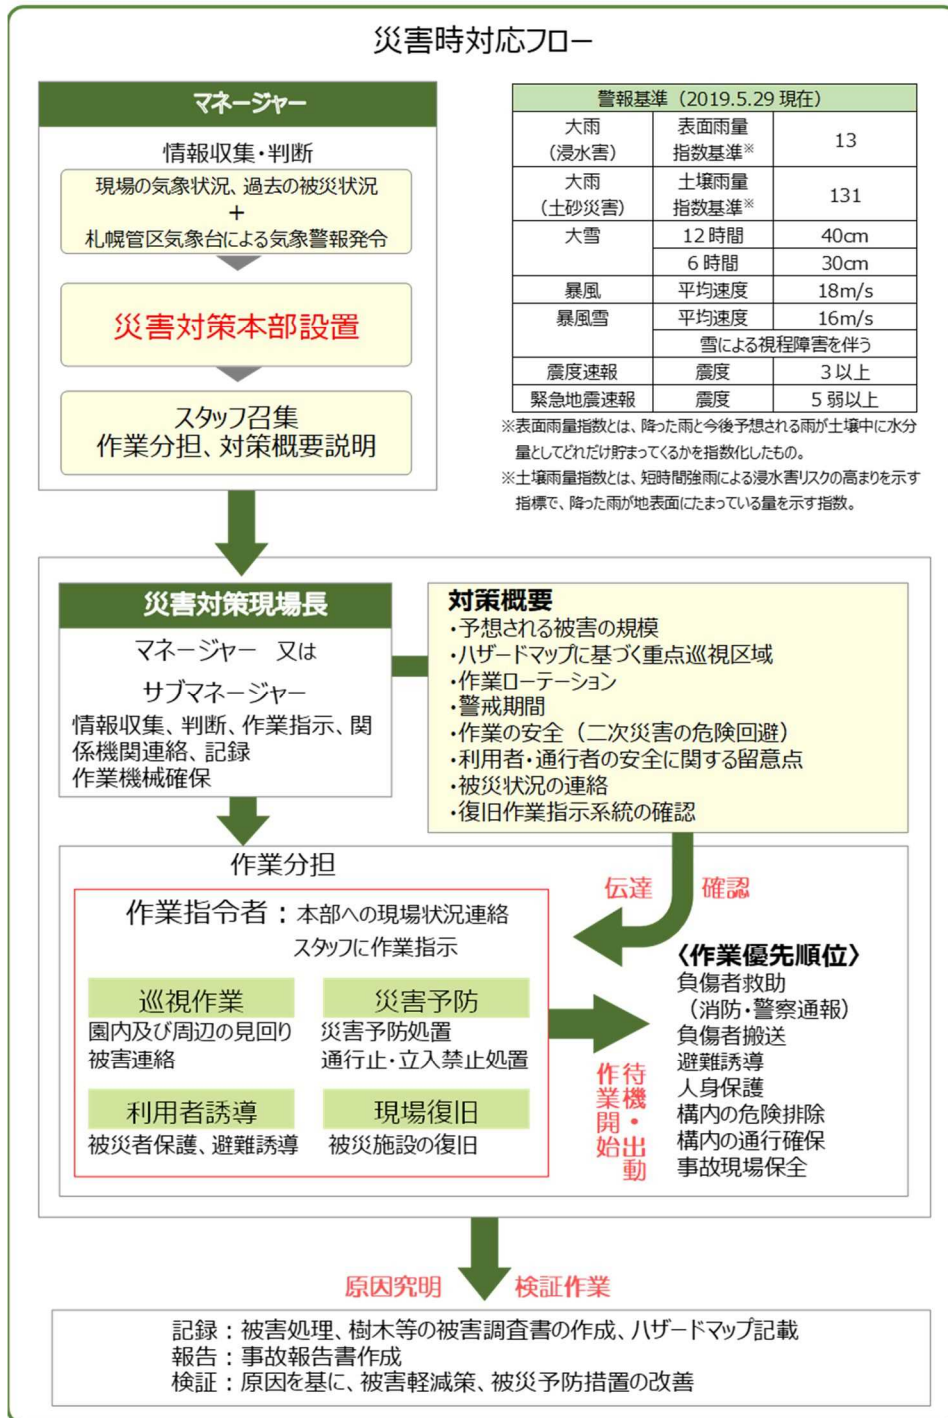 災害時対応フロー
マネージャー
情報収集・判断
現場の気象状況、過去の被災状況
+
札幌管区気象台による気象警報発令
災害対策本部設置
スタッフ召集
作業分担、対策概要説明
警報基準（2019.5.29 現在）
大雨 表面雨量 13
（浸水害） 指数基準※
大雨 土壌雨量 131
（土砂災害） 指数基準※
大雪 12 時間 40cm
6 時間 30cm
暴風 平均速度 18m/s
暴風雪 平均速度 16m/s
雪による視程障害を伴う
震度速報 震度 3 以上
緊急地震速報 震度 5 弱以上
※表面雨量指数とは、降った雨と今後予想される雨が土壌中に水分
量としてどれだけ貯まってくるかを指数化したもの。
※土壌雨量指数とは、短時間強雨による浸水害リスクの高まりを示す
指標で、降った雨が地表面にたまっている量を示す指数。
災害対策現場長
マネージャー 又は
サブマネージャー
情報収集、判断、作業指示、関
係機関連絡、記録
作業機械確保
対策概要
・予想される被害の規模
・ハザードマップに基づく重点巡視区域
・作業ローテーション
・警戒期間
・作業の安全（二次災害の危険回避）
・利用者・通行者の安全に関する留意点
・被災状況の連絡
・復旧作業指示系統の確認
作業分担
伝達 確認
作業指令者：本部への現場状況連絡
スタッフに作業指示
巡視作業
園内及び周辺の見回り
被害連絡
災害予防
災害予防処置
通行止・立入禁止処置
利用者誘導
被災者保護、避難誘導
現場復旧
被災施設の復旧
待機・出動
作業開始
〈作業優先順位〉
負傷者救助
（消防・警察通報）
負傷者搬送
避難誘導
人身保護
構内の危険排除
構内の通行確保
事故現場保全
原因究明 検証作業
記録：被害処理、樹木等の被害調査書の作成、ハザードマップ記載
報告：事故報告書作成
検証：原因を基に、被害軽減策、被災予防措置の改善